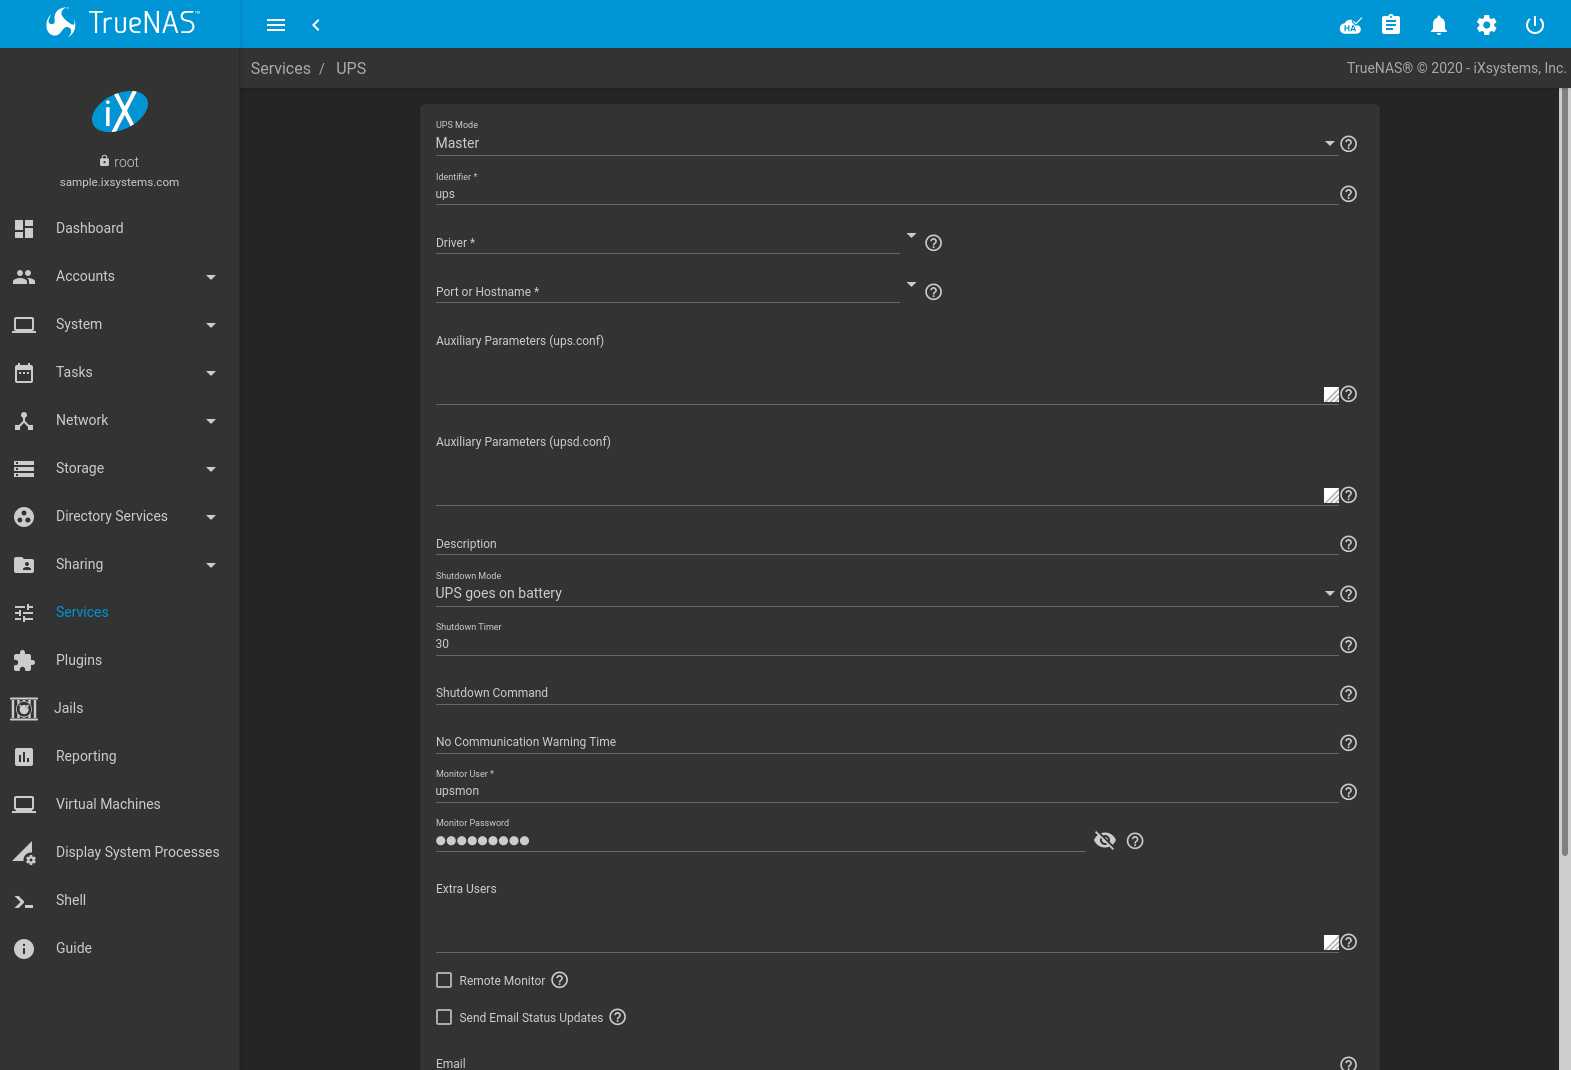 TrueNAS™
HA
Services / UPS
TrueNAS® © 2020 - iXsystems, Inc.
iX
root
sample.ixsystems.com
Dashboard
Accounts
System
Tasks
Network
Storage
Directory Services
Sharing
Services
Plugins
Jails
Reporting
Virtual Machines
Display System Processes
Shell
Guide
UPS Mode
Master
Identifier *
ups
Driver *
Port or Hostname *
Auxiliary Parameters (ups.conf)
Auxiliary Parameters (upsd.conf)
Description
Shutdown Mode
UPS goes on battery
Shutdown Timer
30
Shutdown Command
No Communication Warning Time
Monitor User *
upsmon
Monitor Password
●●●●●●●●●
Extra Users
Remote Monitor
Send Email Status Updates
Email